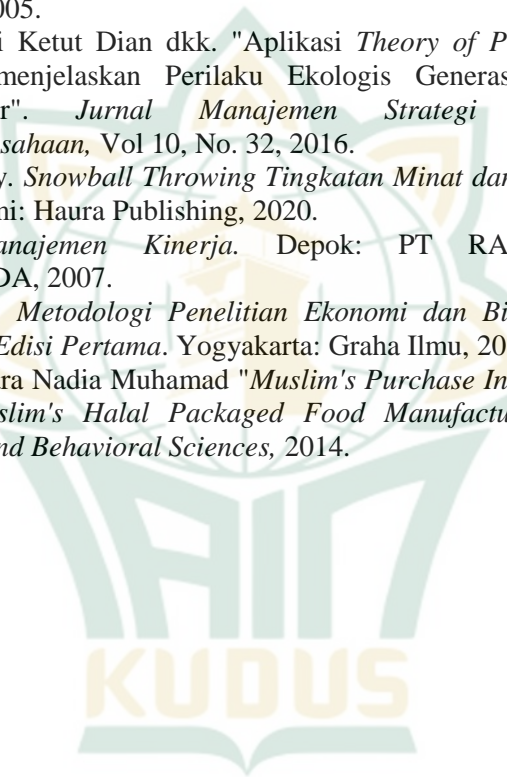 005.
i Ketut Dian dkk. "Aplikasi Theory of P
menjelaskan Perilaku Ekologis Generas
r". Jurnal Manajemen Strategi
sahaan, Vol 10, No. 32, 2016.
y. Snowball Throwing Tingkatan Minat dan
mi: Haura Publishing, 2020.
anajemen Kinerja. Depok: PT RA
DA, 2007.
Metodologi Penelitian Ekonomi dan Bi
Edisi Pertama. Yogyakarta: Graha Ilmu, 20
ara Nadia Muhamad "Muslim's Purchase In
slim's Halal Packaged Food Manufactu
nd Behavioral Sciences, 2014.
IAIN
KUDUS